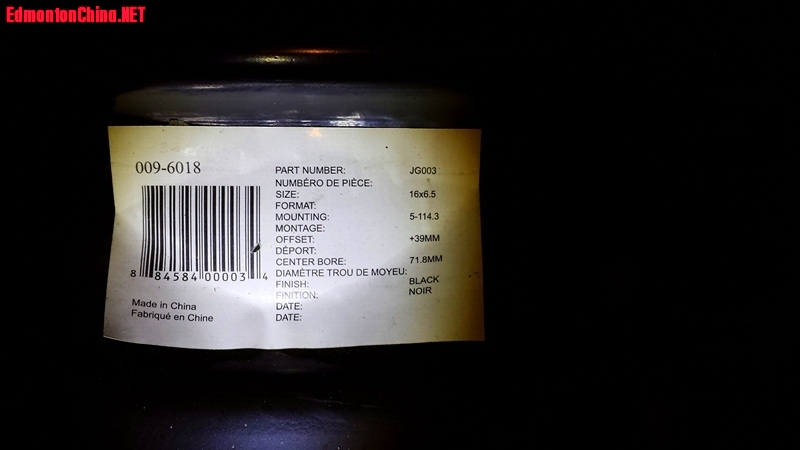 EdmontonChina.NET
009-6018
8 84584 00003 4
Made in China
Fabriqué en Chine
PART NUMBER: JG003
NUMBÉRO DE PIÈCE:
SIZE: 16x6.5
FORMAT:
MOUNTING: 5-114.3
MONTAGE:
OFFSET: +39MM
DÉPORT:
CENTER BORE: 71.8MM
DIAMÈTRE TROU DE MOYEU:
FINISH: BLACK
FINITION: NOIR
DATE:
DATE: